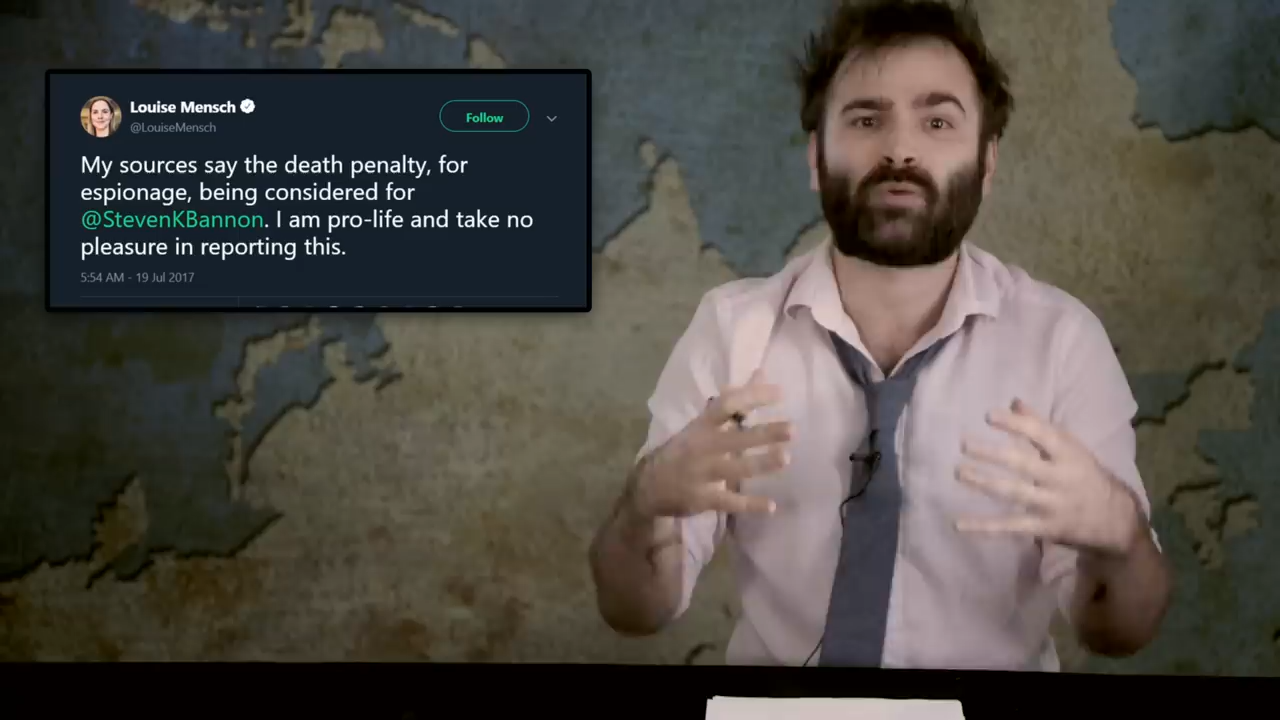 Louise Mensch
@LouiseMensch
Follow
My sources say the death penalty, for
espionage, being considered for
@StevenKBannon. I am pro-life and take no
pleasure in reporting this.
5:54 AM - 19 Jul 2017